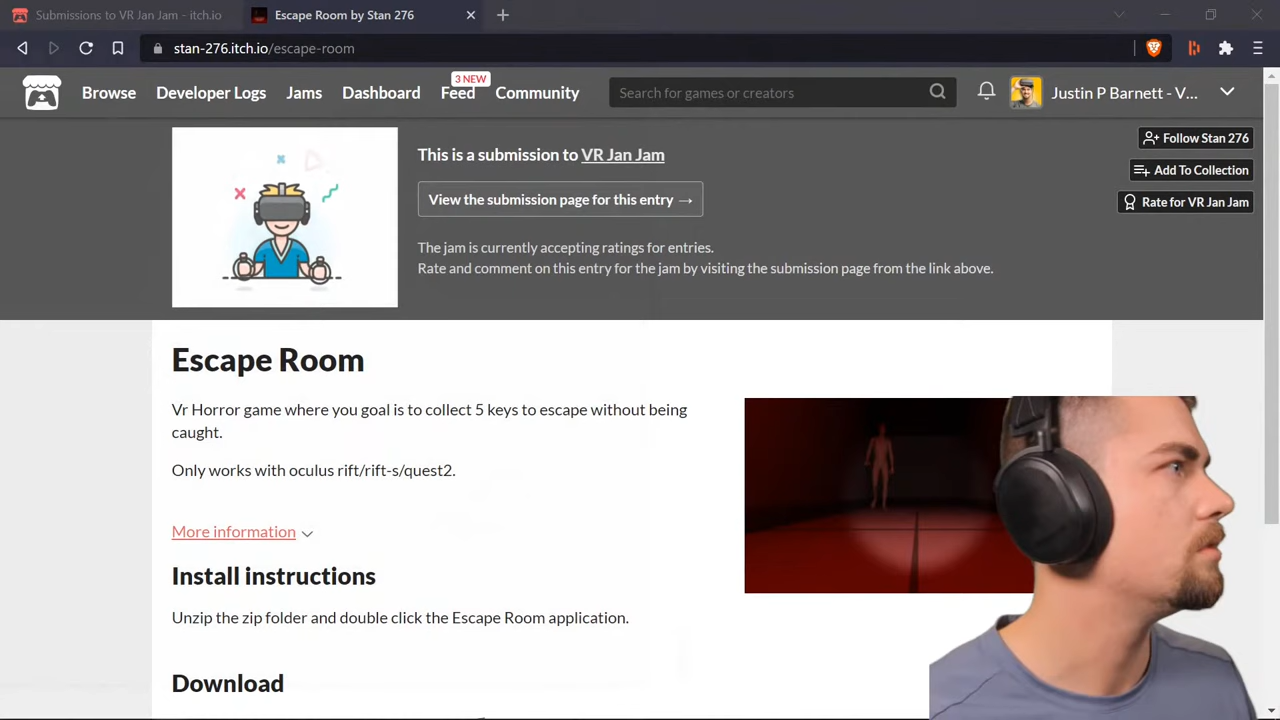 Submissions to VR Jan Jam - itch.io
Escape Room by Stan 276
stan-276.itch.io/escape-room
Browse
Developer Logs
Jams
Dashboard
3 NEW
Feed
Community
Search for games or creators
Justin P Barnett - V...
This is a submission to VR Jan Jam
View the submission page for this entry →
The jam is currently accepting ratings for entries.
Rate and comment on this entry for the jam by visiting the submission page from the link above.
Follow Stan 276
Add To Collection
Rate for VR Jan Jam
Escape Room
Vr Horror game where you goal is to collect 5 keys to escape without being
caught.
Only works with oculus rift/rift-s/quest2.
More information
Install instructions
Unzip the zip folder and double click the Escape Room application.
Download